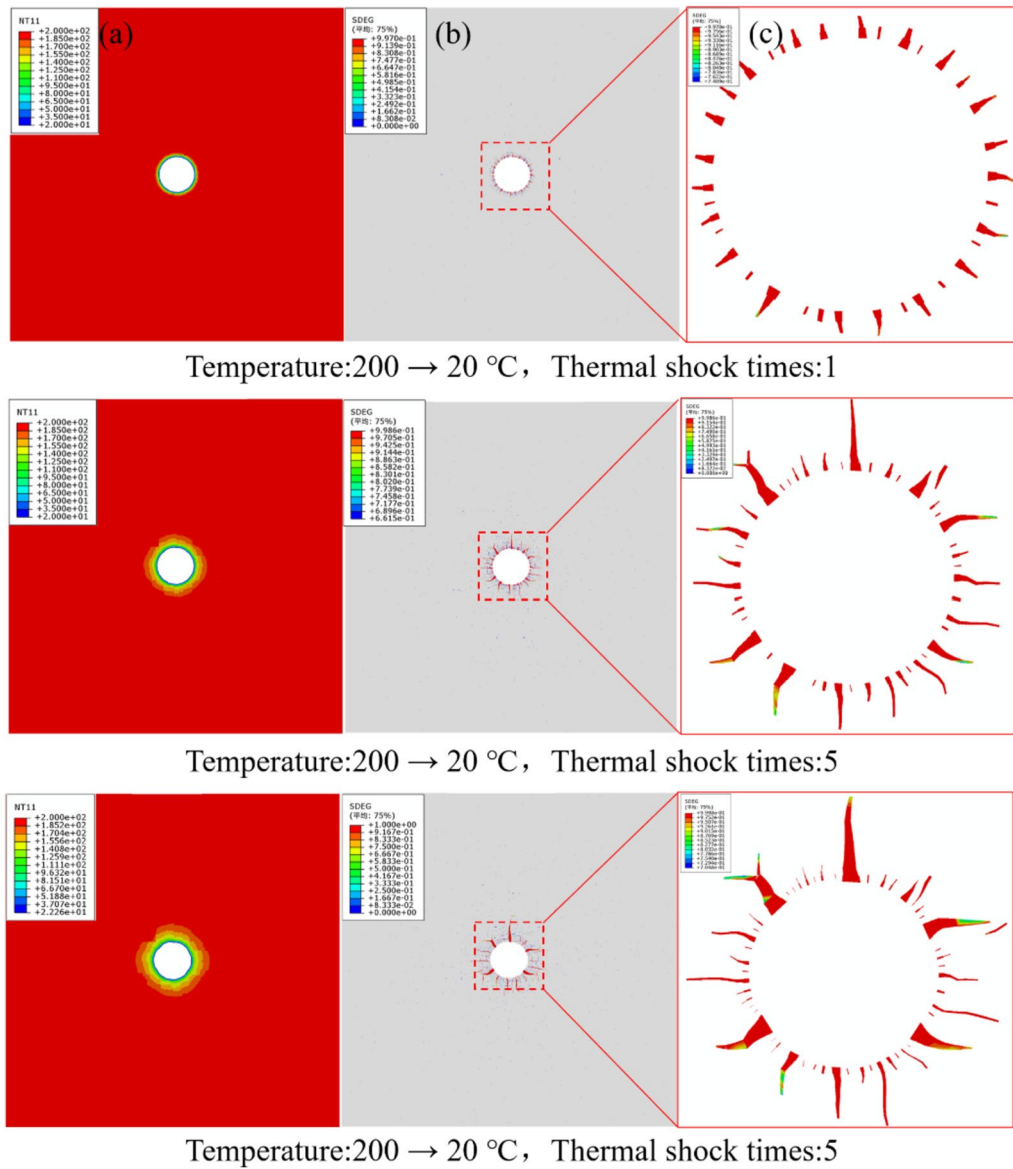 (a)
NT11
+2.000e+02
+1.850e+02
+1.700e+02
+1.550e+02
+1.400e+02
+1.250e+02
+1.100e+02
+9.500e+01
+8.000e+01
+6.500e+01
+5.000e+01
+3.500e+01
+2.000e+01
(b)
SDEG
(平均: 75%)
+9.970e-01
+9.139e-01
+8.308e-01
+7.477e-01
+6.647e-01
+5.816e-01
+4.985e-01
+4.154e-01
+3.323e-01
+2.492e-01
+1.662e-01
+8.308e-02
+0.000e+00
(c)
SDEG
(平均: 75%)
Temperature:200 → 20 ℃， Thermal shock times:1
NT11
+2.000e+02
+1.850e+02
+1.700e+02
+1.550e+02
+1.400e+02
+1.250e+02
+1.100e+02
+9.500e+01
+8.000e+01
+6.500e+01
+5.000e+01
+3.500e+01
+2.000e+01
SDEG
(平均: 75%)
+9.986e-01
+9.705e-01
+9.425e-01
+9.144e-01
+8.863e-01
+8.582e-01
+8.301e-01
+8.020e-01
+7.739e-01
+7.458e-01
+7.177e-01
+6.896e-01
+6.615e-01
SDEG
(平均: 75%)
Temperature:200 → 20 ℃， Thermal shock times:5
NT11
+2.000e+02
+1.852e+02
+1.704e+02
+1.556e+02
+1.408e+02
+1.259e+02
+1.111e+02
+9.632e+01
+8.151e+01
+6.670e+01
+5.188e+01
+3.707e+01
+2.226e+01
SDEG
(平均: 75%)
+1.000e+00
+9.167e-01
+8.333e-01
+7.500e-01
+6.667e-01
+5.833e-01
+5.000e-01
+4.167e-01
+3.333e-01
+2.500e-01
+1.667e-01
+8.333e-02
+0.000e+00
SDEG
(平均: 75%)
Temperature:200 → 20 ℃， Thermal shock times:5